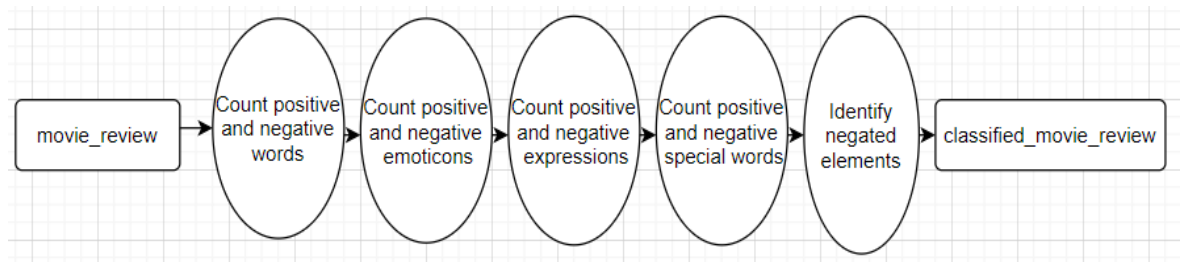 movie_review
Count positive
and negative
words
Count positive
and negative
emoticons
Count positive
and negative
expressions
Count positive
and negative
special words
Identify
negated
elements
classified_movie_review